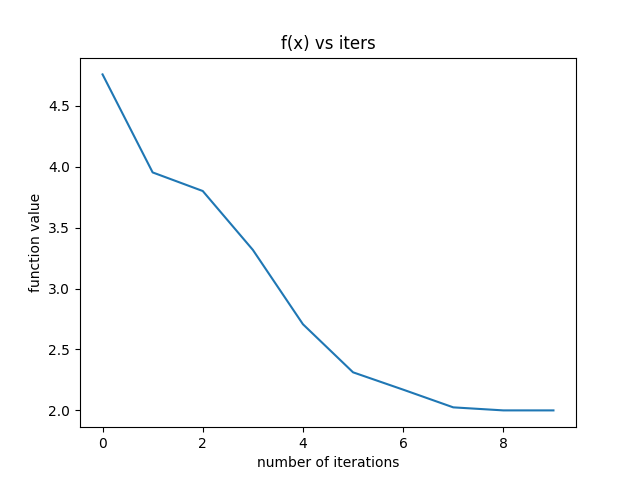 f(x) vs iters
function value
4.5
4.0
3.5
3.0
2.5
2.0
0 2 4 6 8
number of iterations